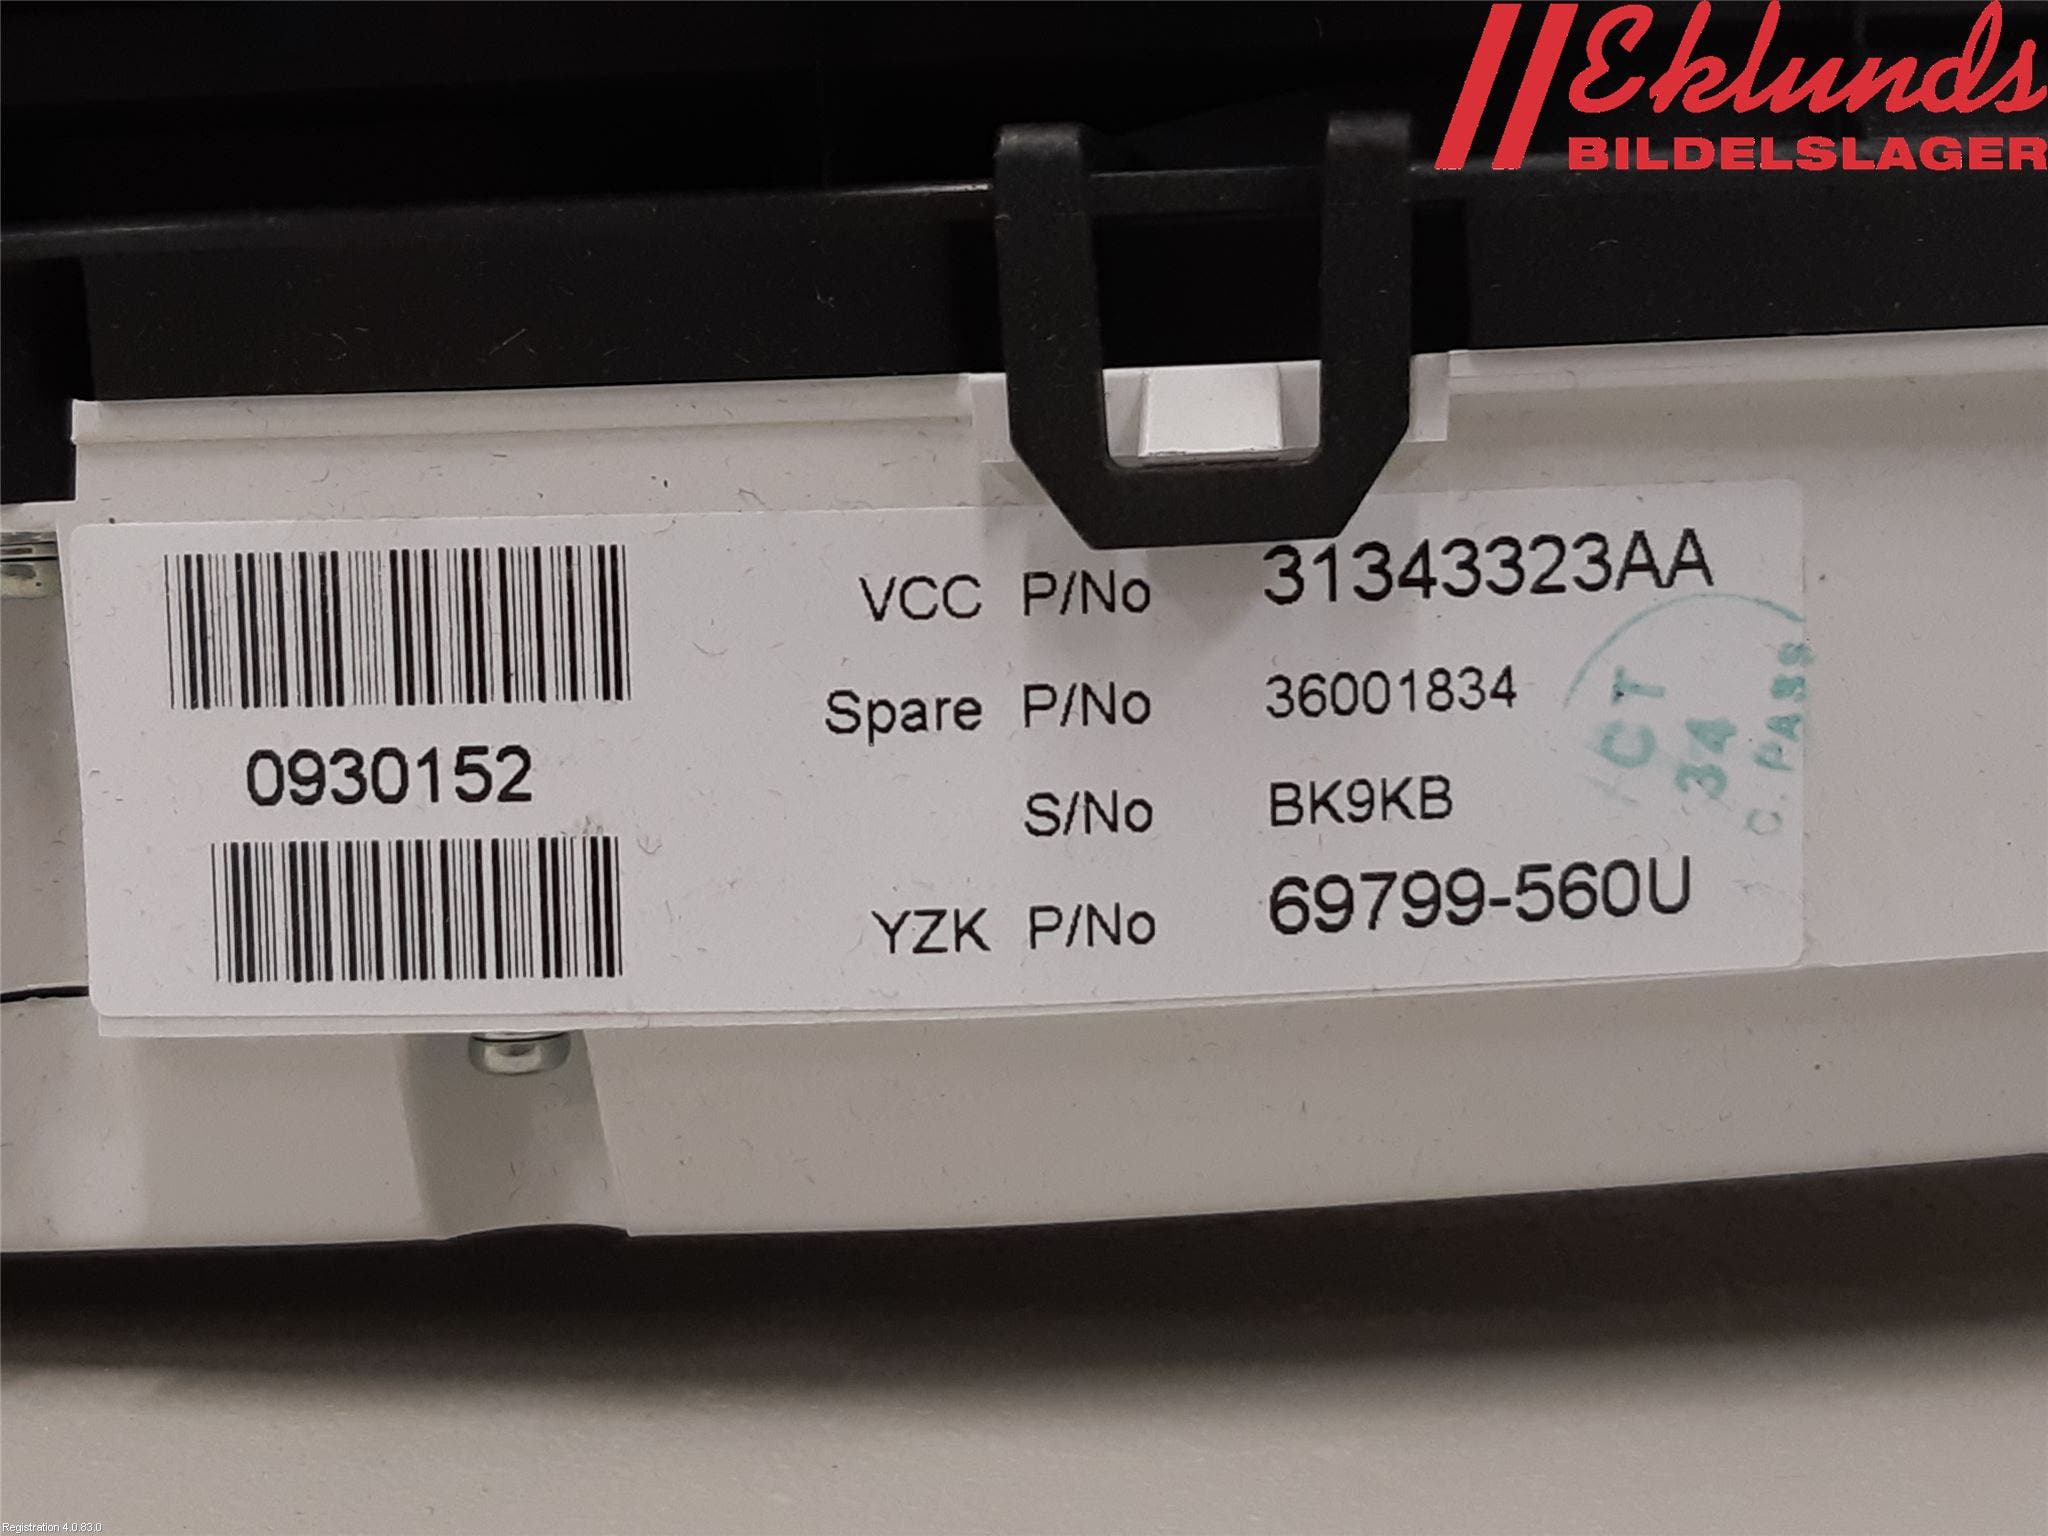 Eklunds
BILDELSLAGER
VCC P/No 31343323AA
Spare P/No 36001834
0930152
S/No BK9KB
YZK P/No 69799-560U
CT
34
C. PASS
Registration 4.0.83.0